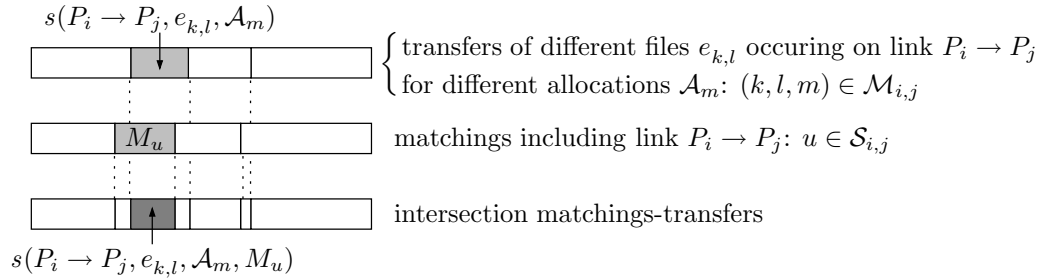 s(P_i → P_j, e_{k,l}, 𝒜_m)
transfers of different files e_{k,l} occuring on link P_i → P_j
for different allocations 𝒜_m: (k, l, m) ∈ ℳ_{i,j}
M_u
matchings including link P_i → P_j: u ∈ 𝒮_{i,j}
intersection matchings-transfers
s(P_i → P_j, e_{k,l}, 𝒜_m, M_u)